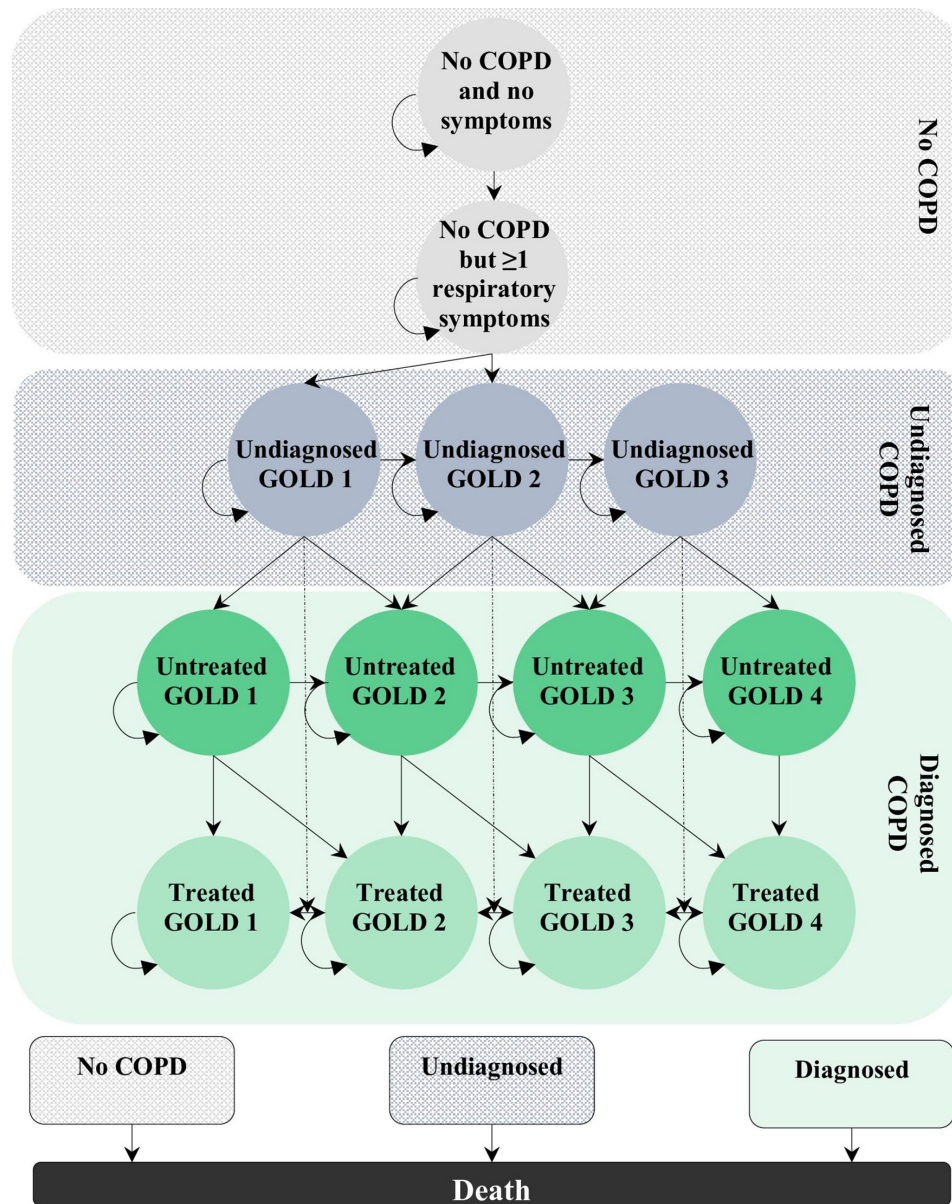 No COPD
and no
symptoms
No COPD
No COPD
but ≥1
respiratory
symptoms
Undiagnosed
GOLD 1
Undiagnosed
GOLD 2
Undiagnosed
GOLD 3
Undiagnosed
COPD
Untreated
GOLD 1
Untreated
GOLD 2
Untreated
GOLD 3
Untreated
GOLD 4
Diagnosed
COPD
Treated
GOLD 1
Treated
GOLD 2
Treated
GOLD 3
Treated
GOLD 4
No COPD
Undiagnosed
Diagnosed
Death